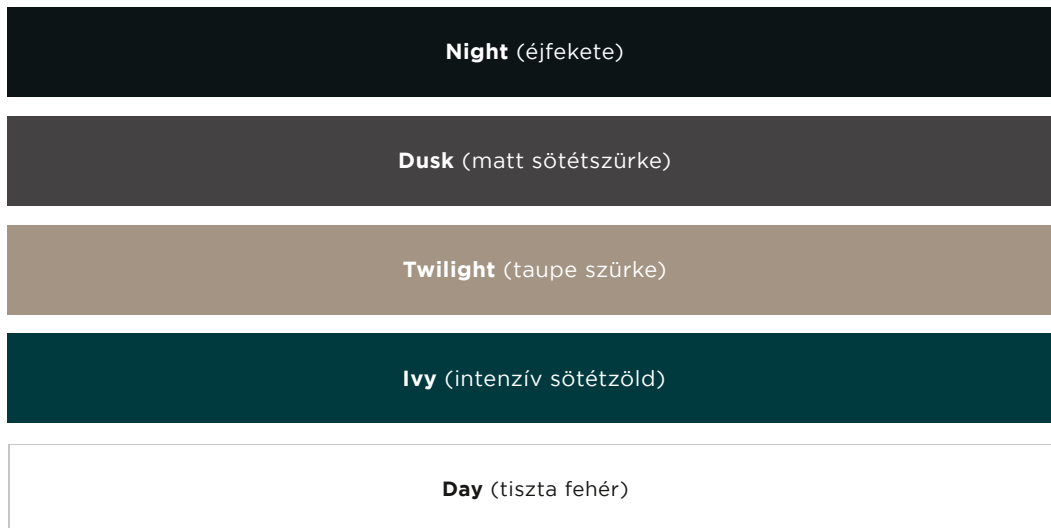 Night (éjfekete)
Dusk (matt sötétszürke)
Twilight (taupe szürke)
Ivy (intenzív sötétzöld)
Day (tiszta fehér)